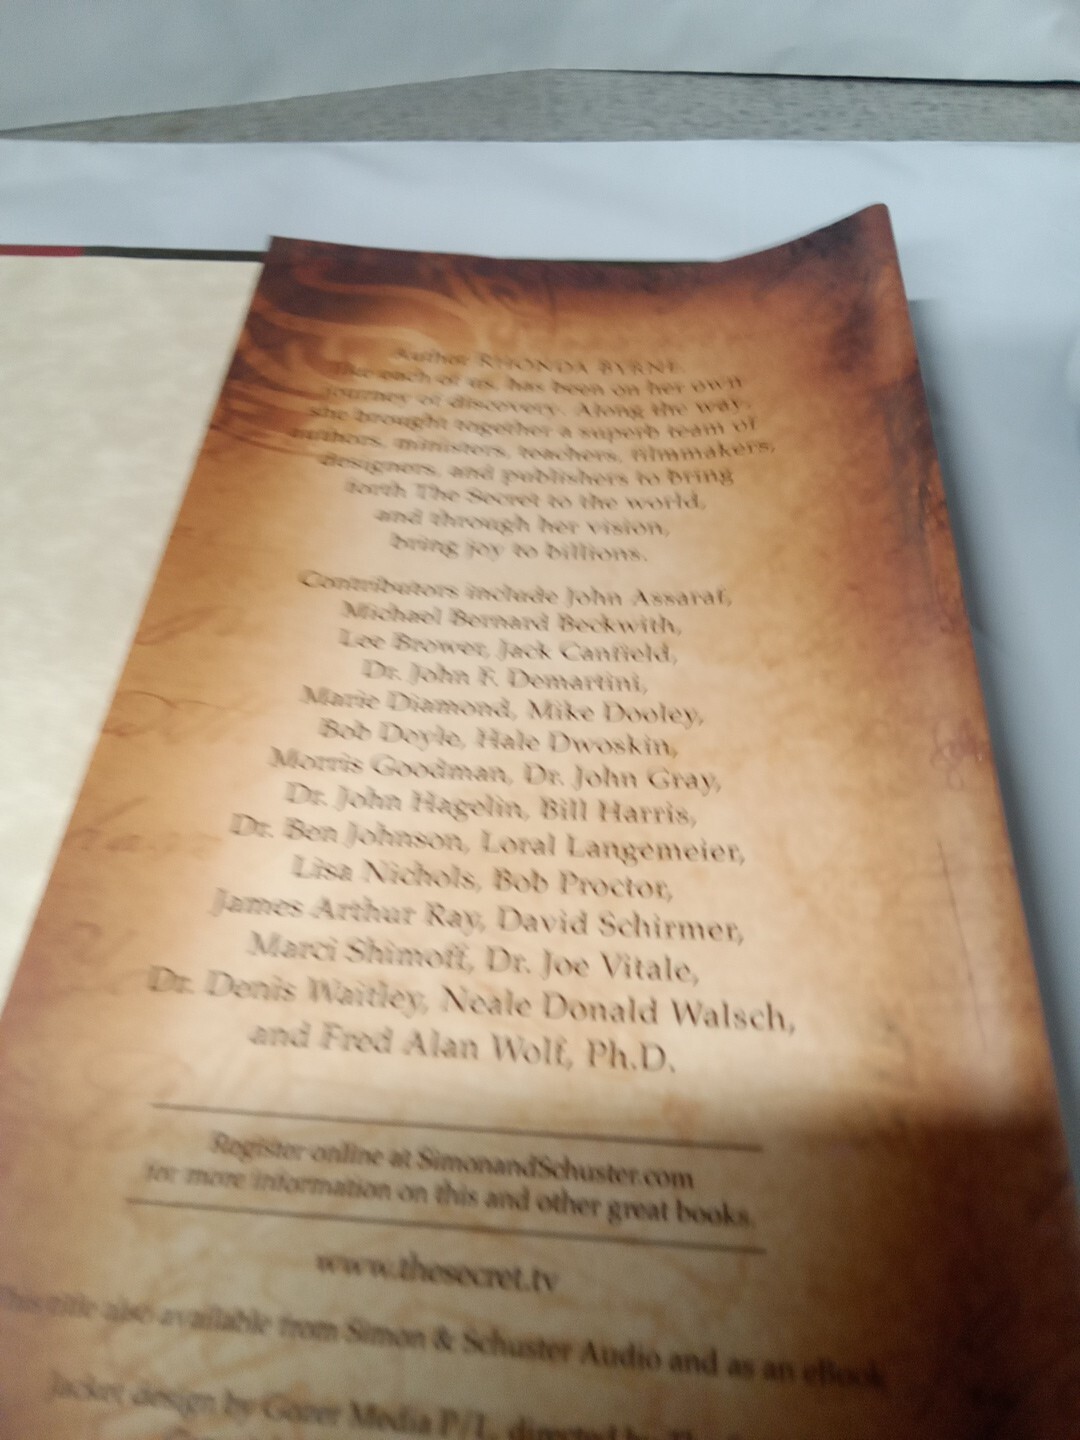 Author RHONDA BYRNE
like each of us, has been on her own
journey of discovery. Along the way,
she brought together a superb team of
authors, ministers, teachers, filmmakers,
designers, and publishers to bring
forth The Secret to the world,
and through her vision,
bring joy to billions.
Contributors include John Assaraf,
Michael Bernard Beckwith,
Lee Brower, Jack Canfield,
Dr. John F. Demartini,
Marie Diamond, Mike Dooley,
Bob Doyle, Hale Dwoskin,
Morris Goodman, Dr. John Gray,
Dr. John Hagelin, Bill Harris,
Dr. Ben Johnson, Loral Langemeier,
Lisa Nichols, Bob Proctor,
James Arthur Ray, David Schirmer,
Marci Shimoff, Dr. Joe Vitale,
Dr. Denis Waitley, Neale Donald Walsch,
and Fred Alan Wolf, Ph.D.
Register online at SimonandSchuster.com
for more information on this and other great books.
www.thesecret.tv
This title also available from Simon & Schuster Audio and as an eBook
Jacket design by Gozer Media P/L, directed by